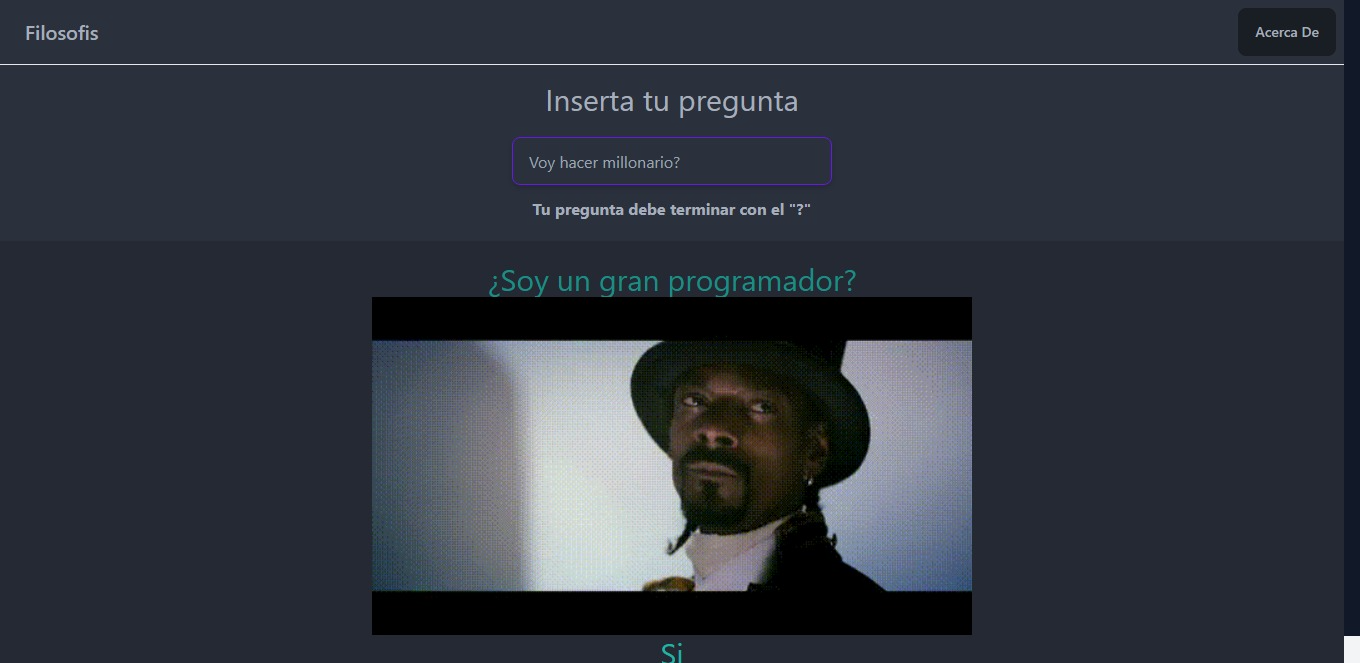 Filosofis
Acerca De
Inserta tu pregunta
Voy hacer millonario?
Tu pregunta debe terminar con el "?"
¿Soy un gran programador?
Si